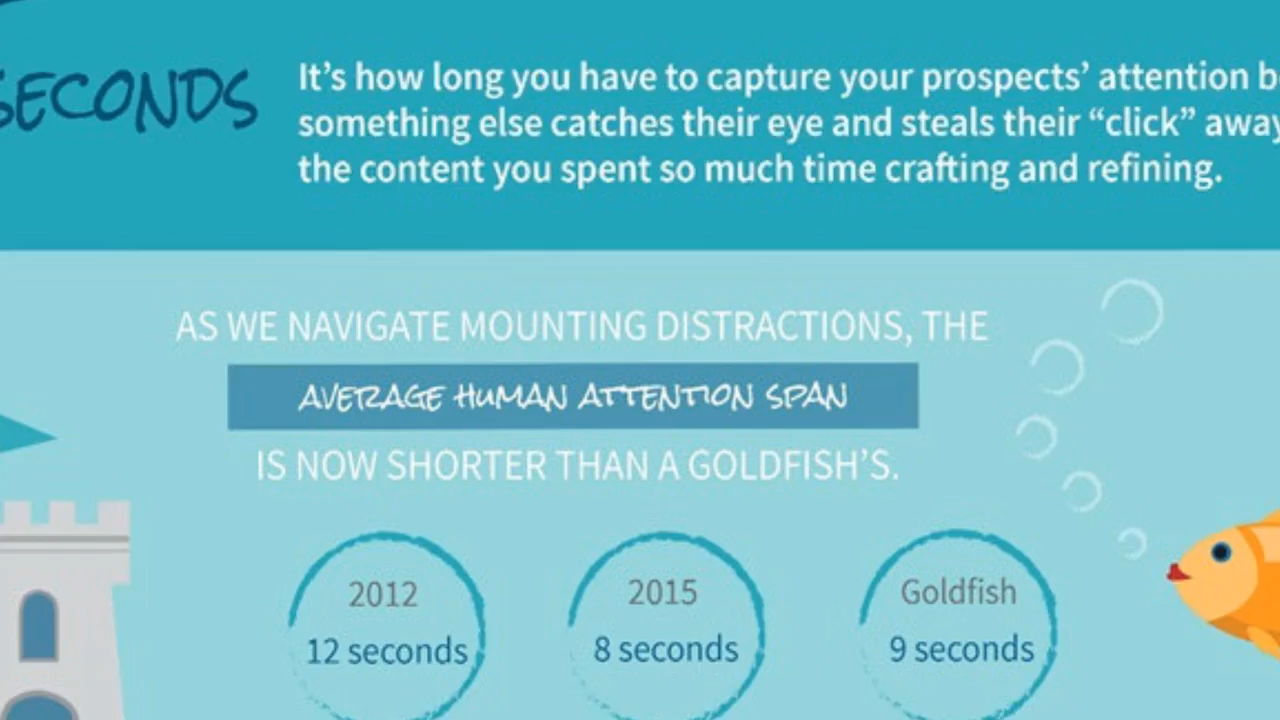 SECONDS
It's how long you have to capture your prospects' attention
something else catches their eye and steals their “click” away
the content you spent so much time crafting and refining.
AS WE NAVIGATE MOUNTING DISTRACTIONS, THE
AVERAGE HUMAN ATTENTION SPAN
IS NOW SHORTER THAN A GOLDFISH'S.
2012
12 seconds
2015
8 seconds
Goldfish
9 seconds